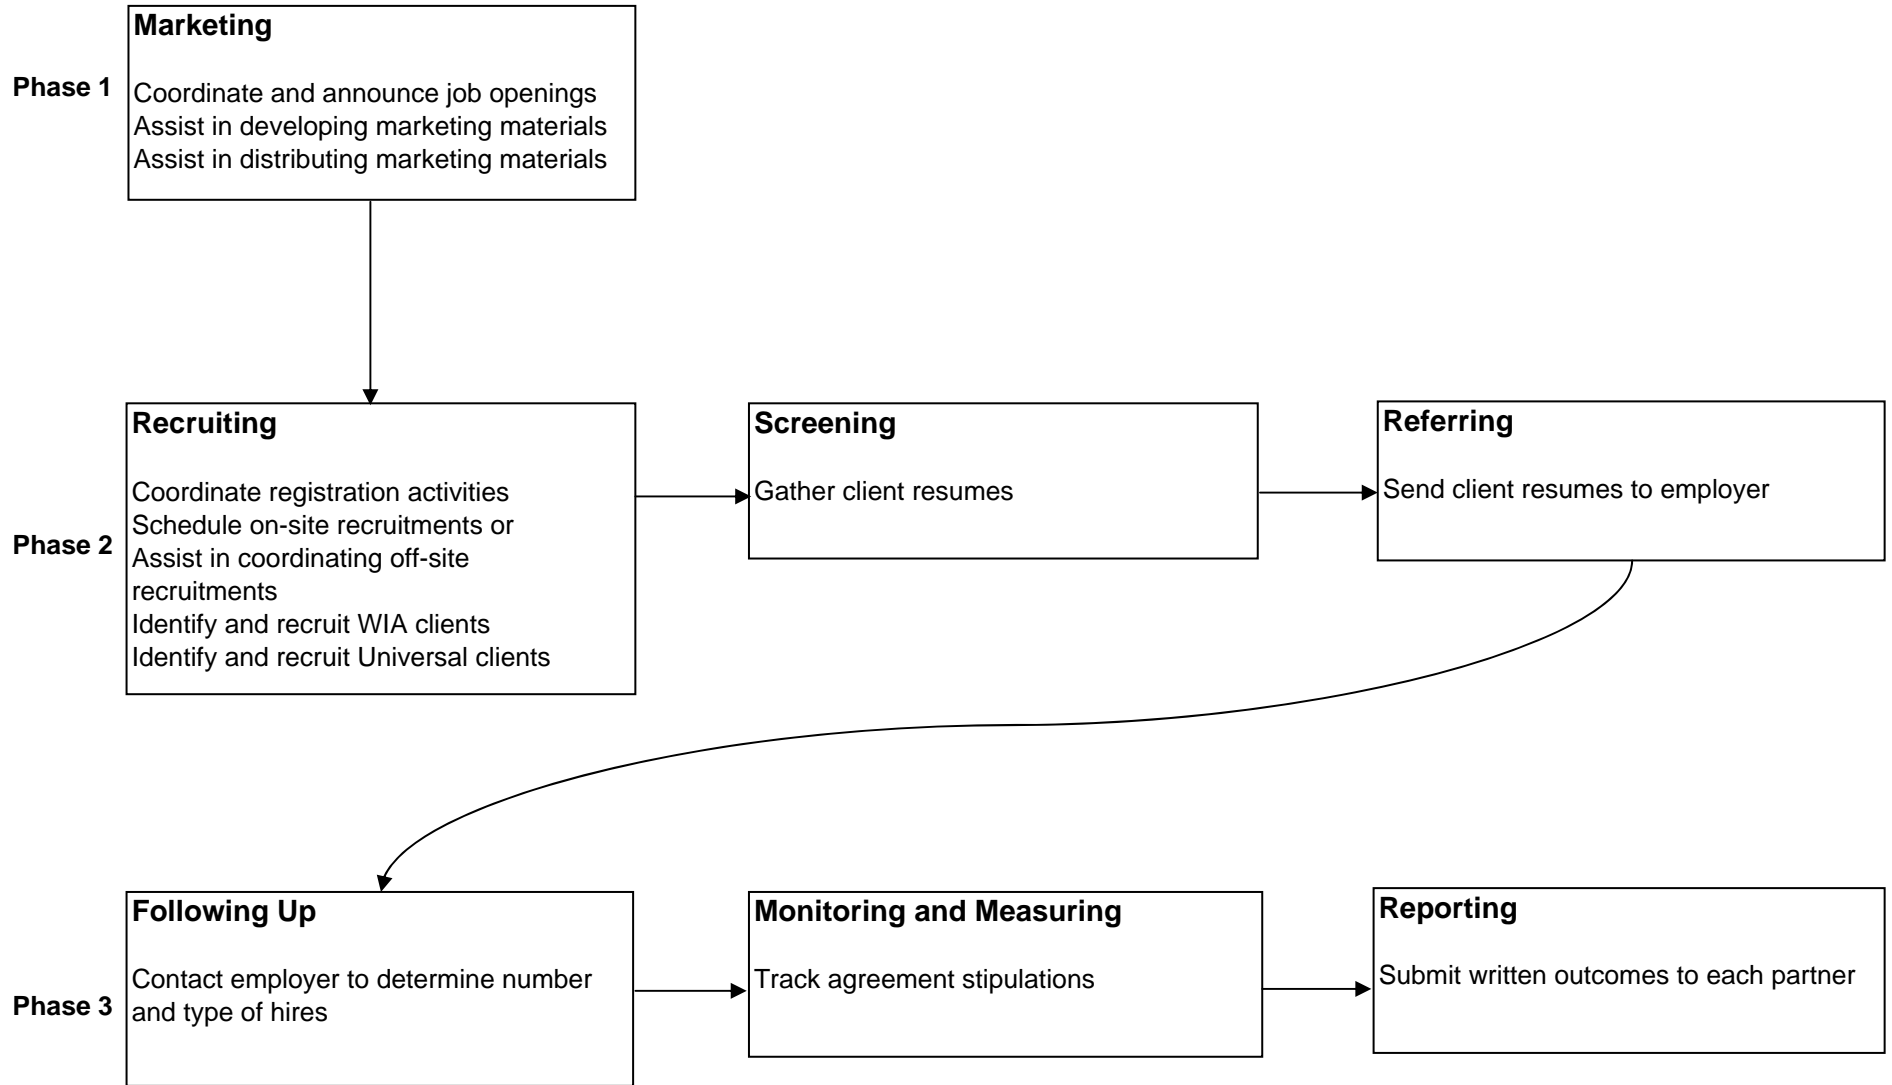 Phase 1
Marketing
Coordinate and announce job openings
Assist in developing marketing materials
Assist in distributing marketing materials
Phase 2
Recruiting
Coordinate registration activities
Schedule on-site recruitments or
Assist in coordinating off-site
recruitments
Identify and recruit WIA clients
Identify and recruit Universal clients
Screening
Gather client resumes
Referring
Send client resumes to employer
Phase 3
Following Up
Contact employer to determine number
and type of hires
Monitoring and Measuring
Track agreement stipulations
Reporting
Submit written outcomes to each partner